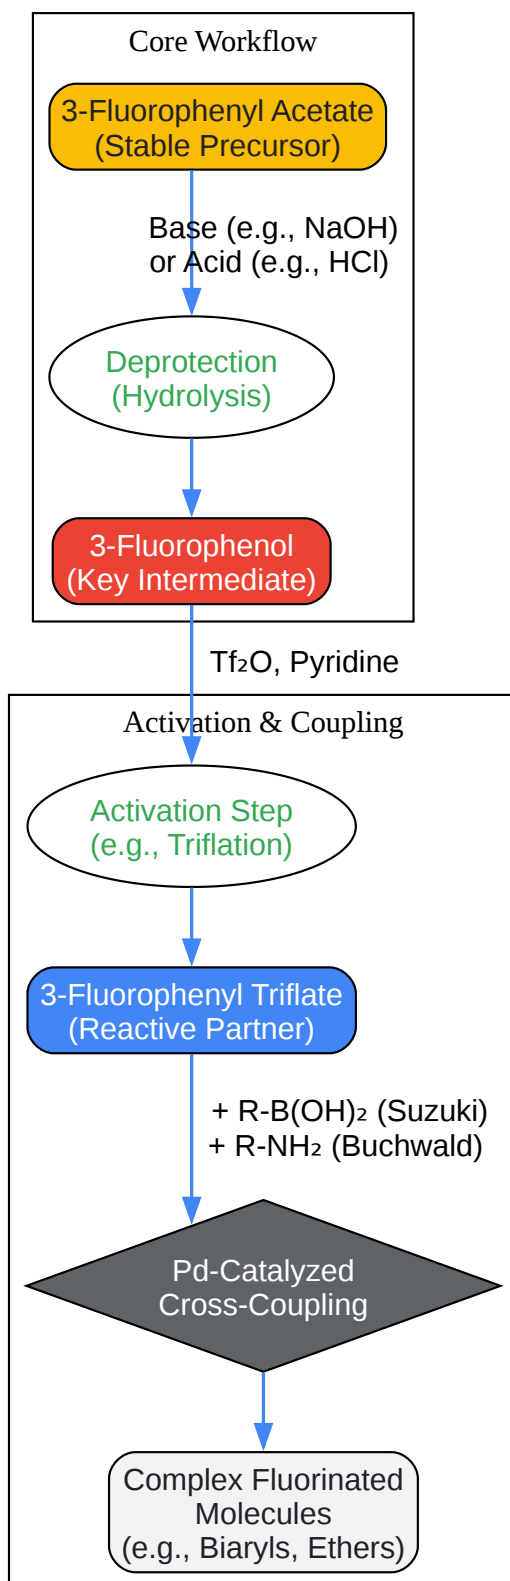 Core Workflow
3-Fluorophenyl Acetate
(Stable Precursor)
Base (e.g., NaOH)
or Acid (e.g., HCl)
Deprotection
(Hydrolysis)
3-Fluorophenol
(Key Intermediate)
Tf₂O, Pyridine
Activation & Coupling
Activation Step
(e.g., Triflation)
3-Fluorophenyl Triflate
(Reactive Partner)
+ R-B(OH)₂ (Suzuki)
+ R-NH₂ (Buchwald)
Pd-Catalyzed
Cross-Coupling
Complex Fluorinated
Molecules
(e.g., Biaryls, Ethers)